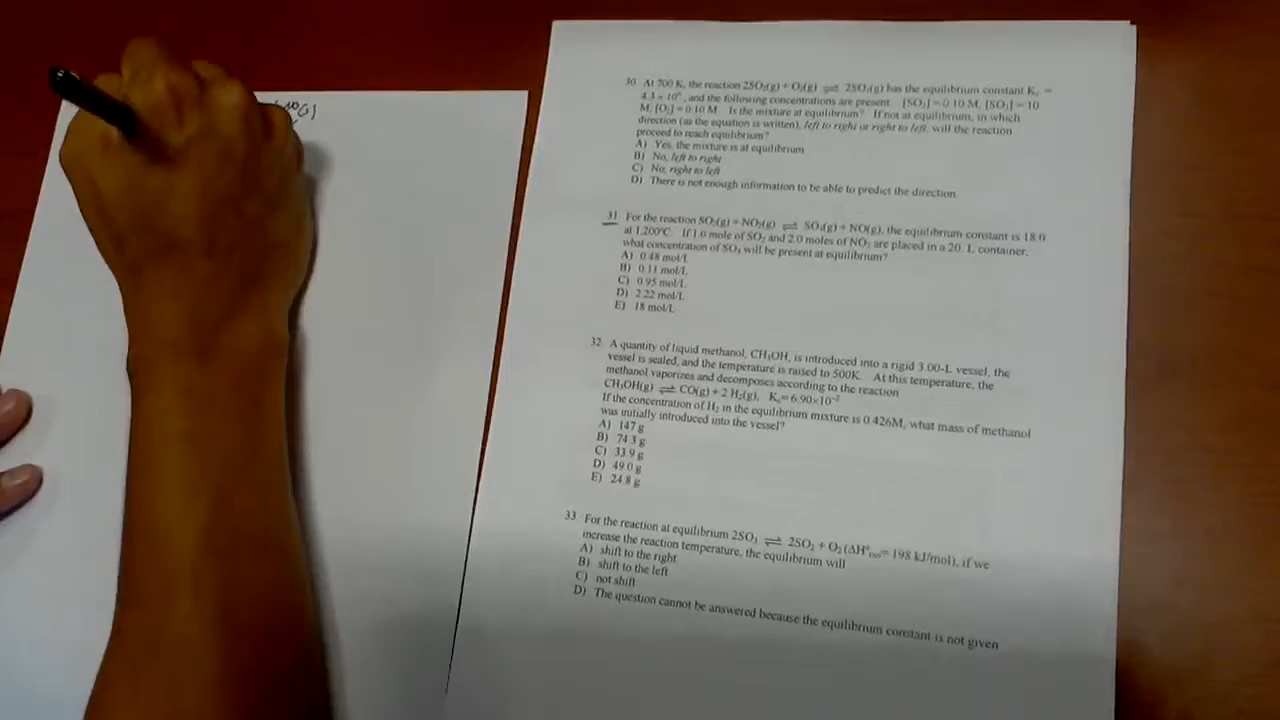 30. At 700 K, the reaction 2SO₂(g) + O₂(g) ⇌ 2SO₃(g) has the equilibrium constant Kc =
4.3 × 10⁶, and the following concentrations are present: [SO₂] = 0.10 M, [SO₃] = 10
M, [O₂] = 0.10 M. Is the mixture at equilibrium? If not at equilibrium, in which
direction (as the equation is written), left to right or right to left, will the reaction
proceed to reach equilibrium?
A) Yes, the mixture is at equilibrium
B) No, left to right
C) No, right to left
D) There is not enough information to be able to predict the direction.
31. For the reaction SO₂(g) + NO₂(g) ⇌ SO₃(g) + NO(g), the equilibrium constant is 18.0
at 1,200°C. If 1.0 mole of SO₂ and 2.0 moles of NO₂ are placed in a 20. L container,
what concentration of SO₃ will be present at equilibrium?
A) 0.48 mol/L
B) 0.11 mol/L
C) 0.95 mol/L
D) 2.22 mol/L
E) 18 mol/L
32. A quantity of liquid methanol, CH₃OH, is introduced into a rigid 3.00-L vessel, the
vessel is sealed, and the temperature is raised to 500K. At this temperature, the
methanol vaporizes and decomposes according to the reaction
CH₃OH(g) ⇌ CO(g) + 2 H₂(g), Kc=6.90×10⁻²
If the concentration of H₂ in the equilibrium mixture is 0.426M, what mass of methanol
was initially introduced into the vessel?
A) 147 g
B) 74.3 g
C) 33.9 g
D) 49.0 g
E) 24.8 g
33. For the reaction at equilibrium 2SO₃ ⇌ 2SO₂ + O₂ (ΔH°rxn= 198 kJ/mol), if we
increase the reaction temperature, the equilibrium will
A) shift to the right
B) shift to the left
C) not shift
D) The question cannot be answered because the equilibrium constant is not given